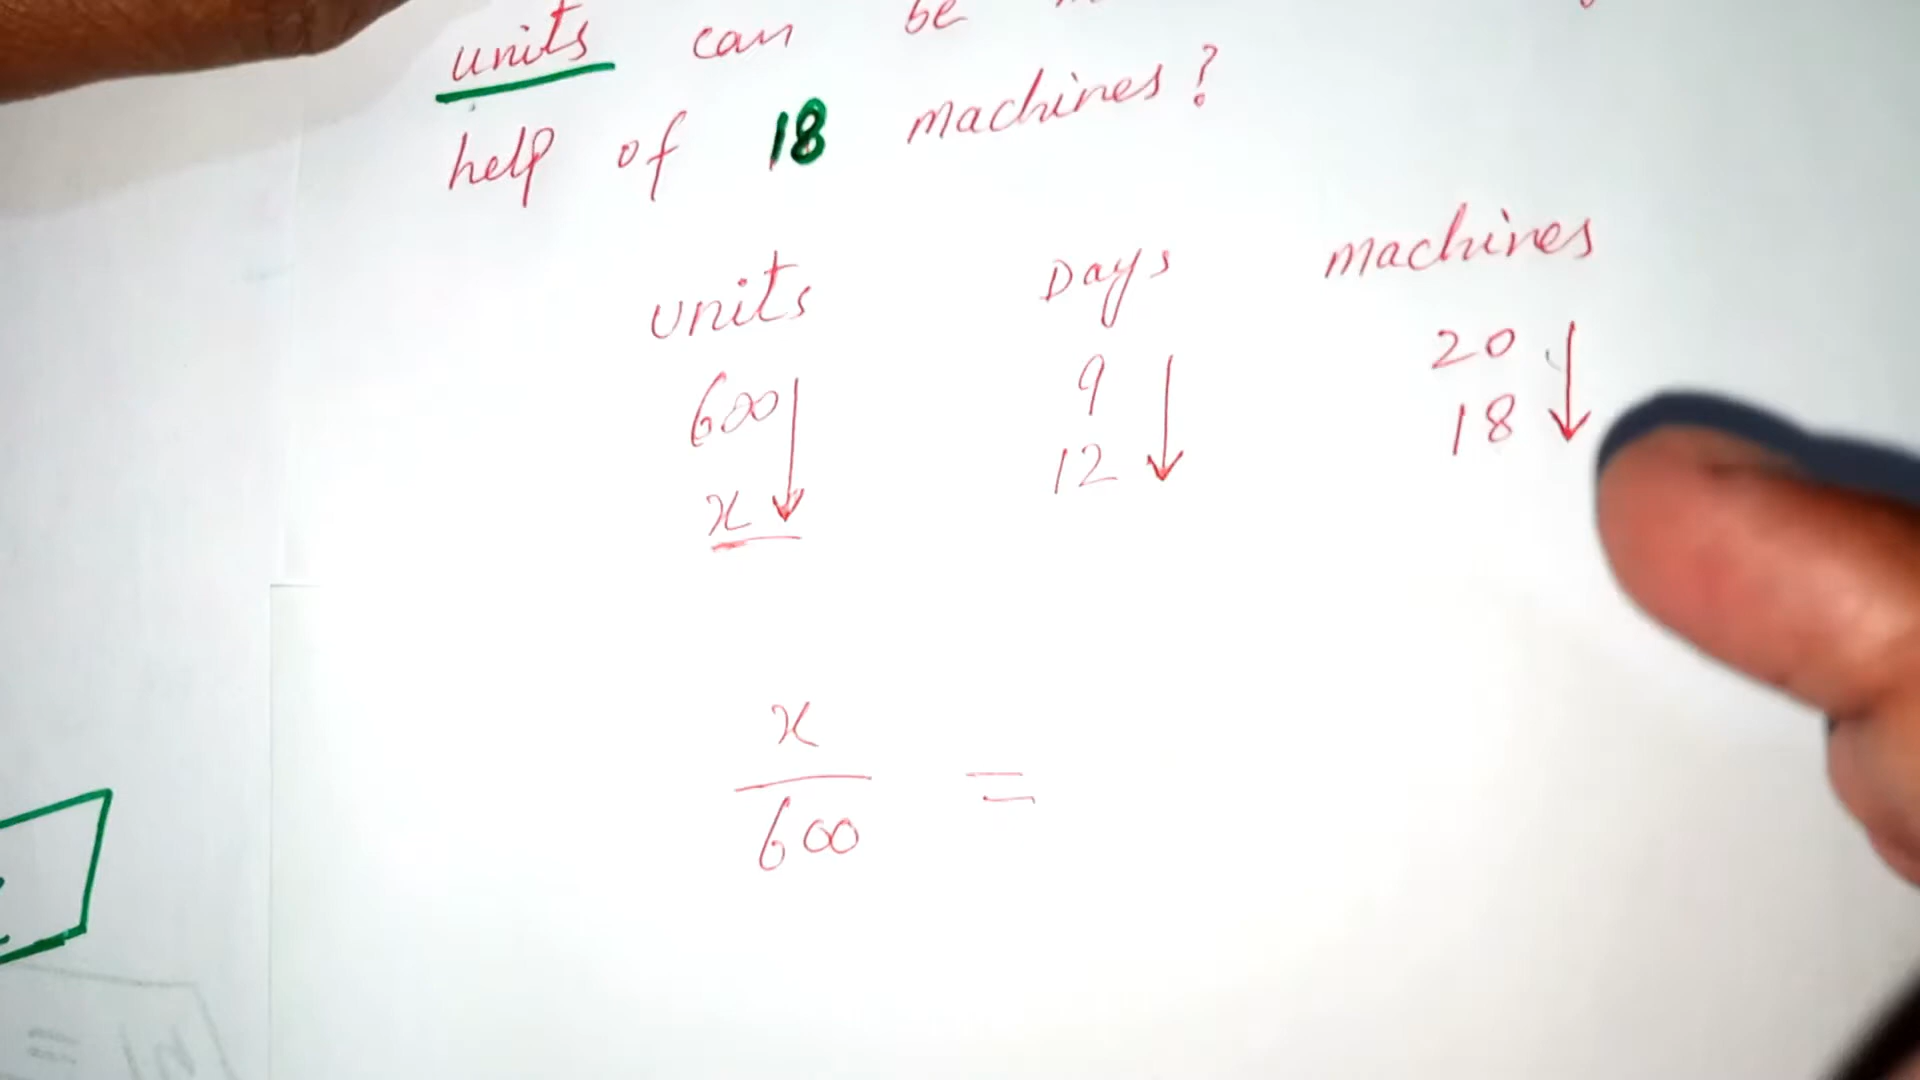 units can be
help of 18 machines?
units Days machines
600 9 20
x 12 18
x
600 =